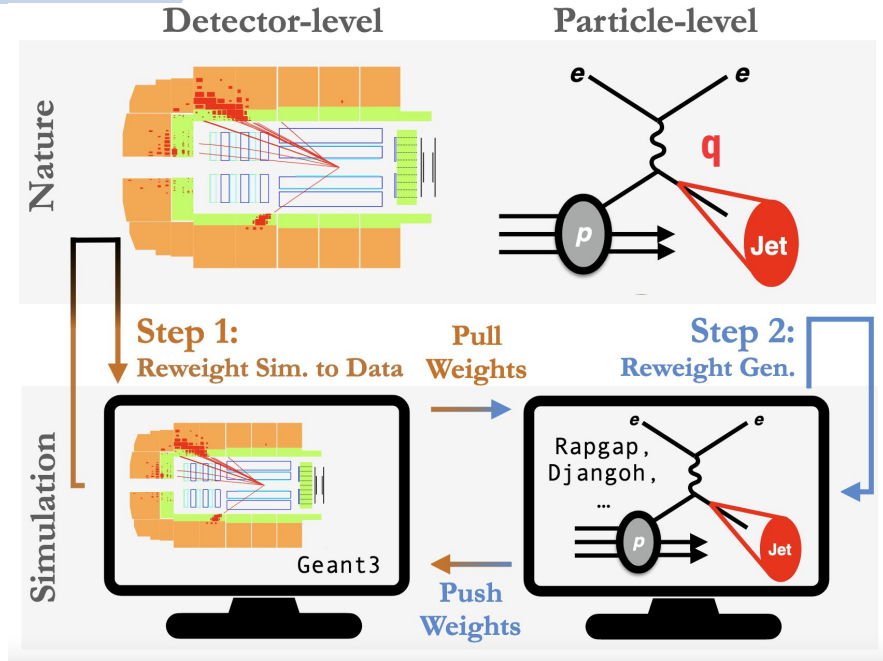 Detector-level
Particle-level
Nature
e
e
q
p
Jet
Step 1:
Reweight Sim. to Data
Pull
Weights
Step 2:
Reweight Gen.
Simulation
Geant3
Rapgap,
Djangoh,
...
e
e
p
Jet
Push
Weights